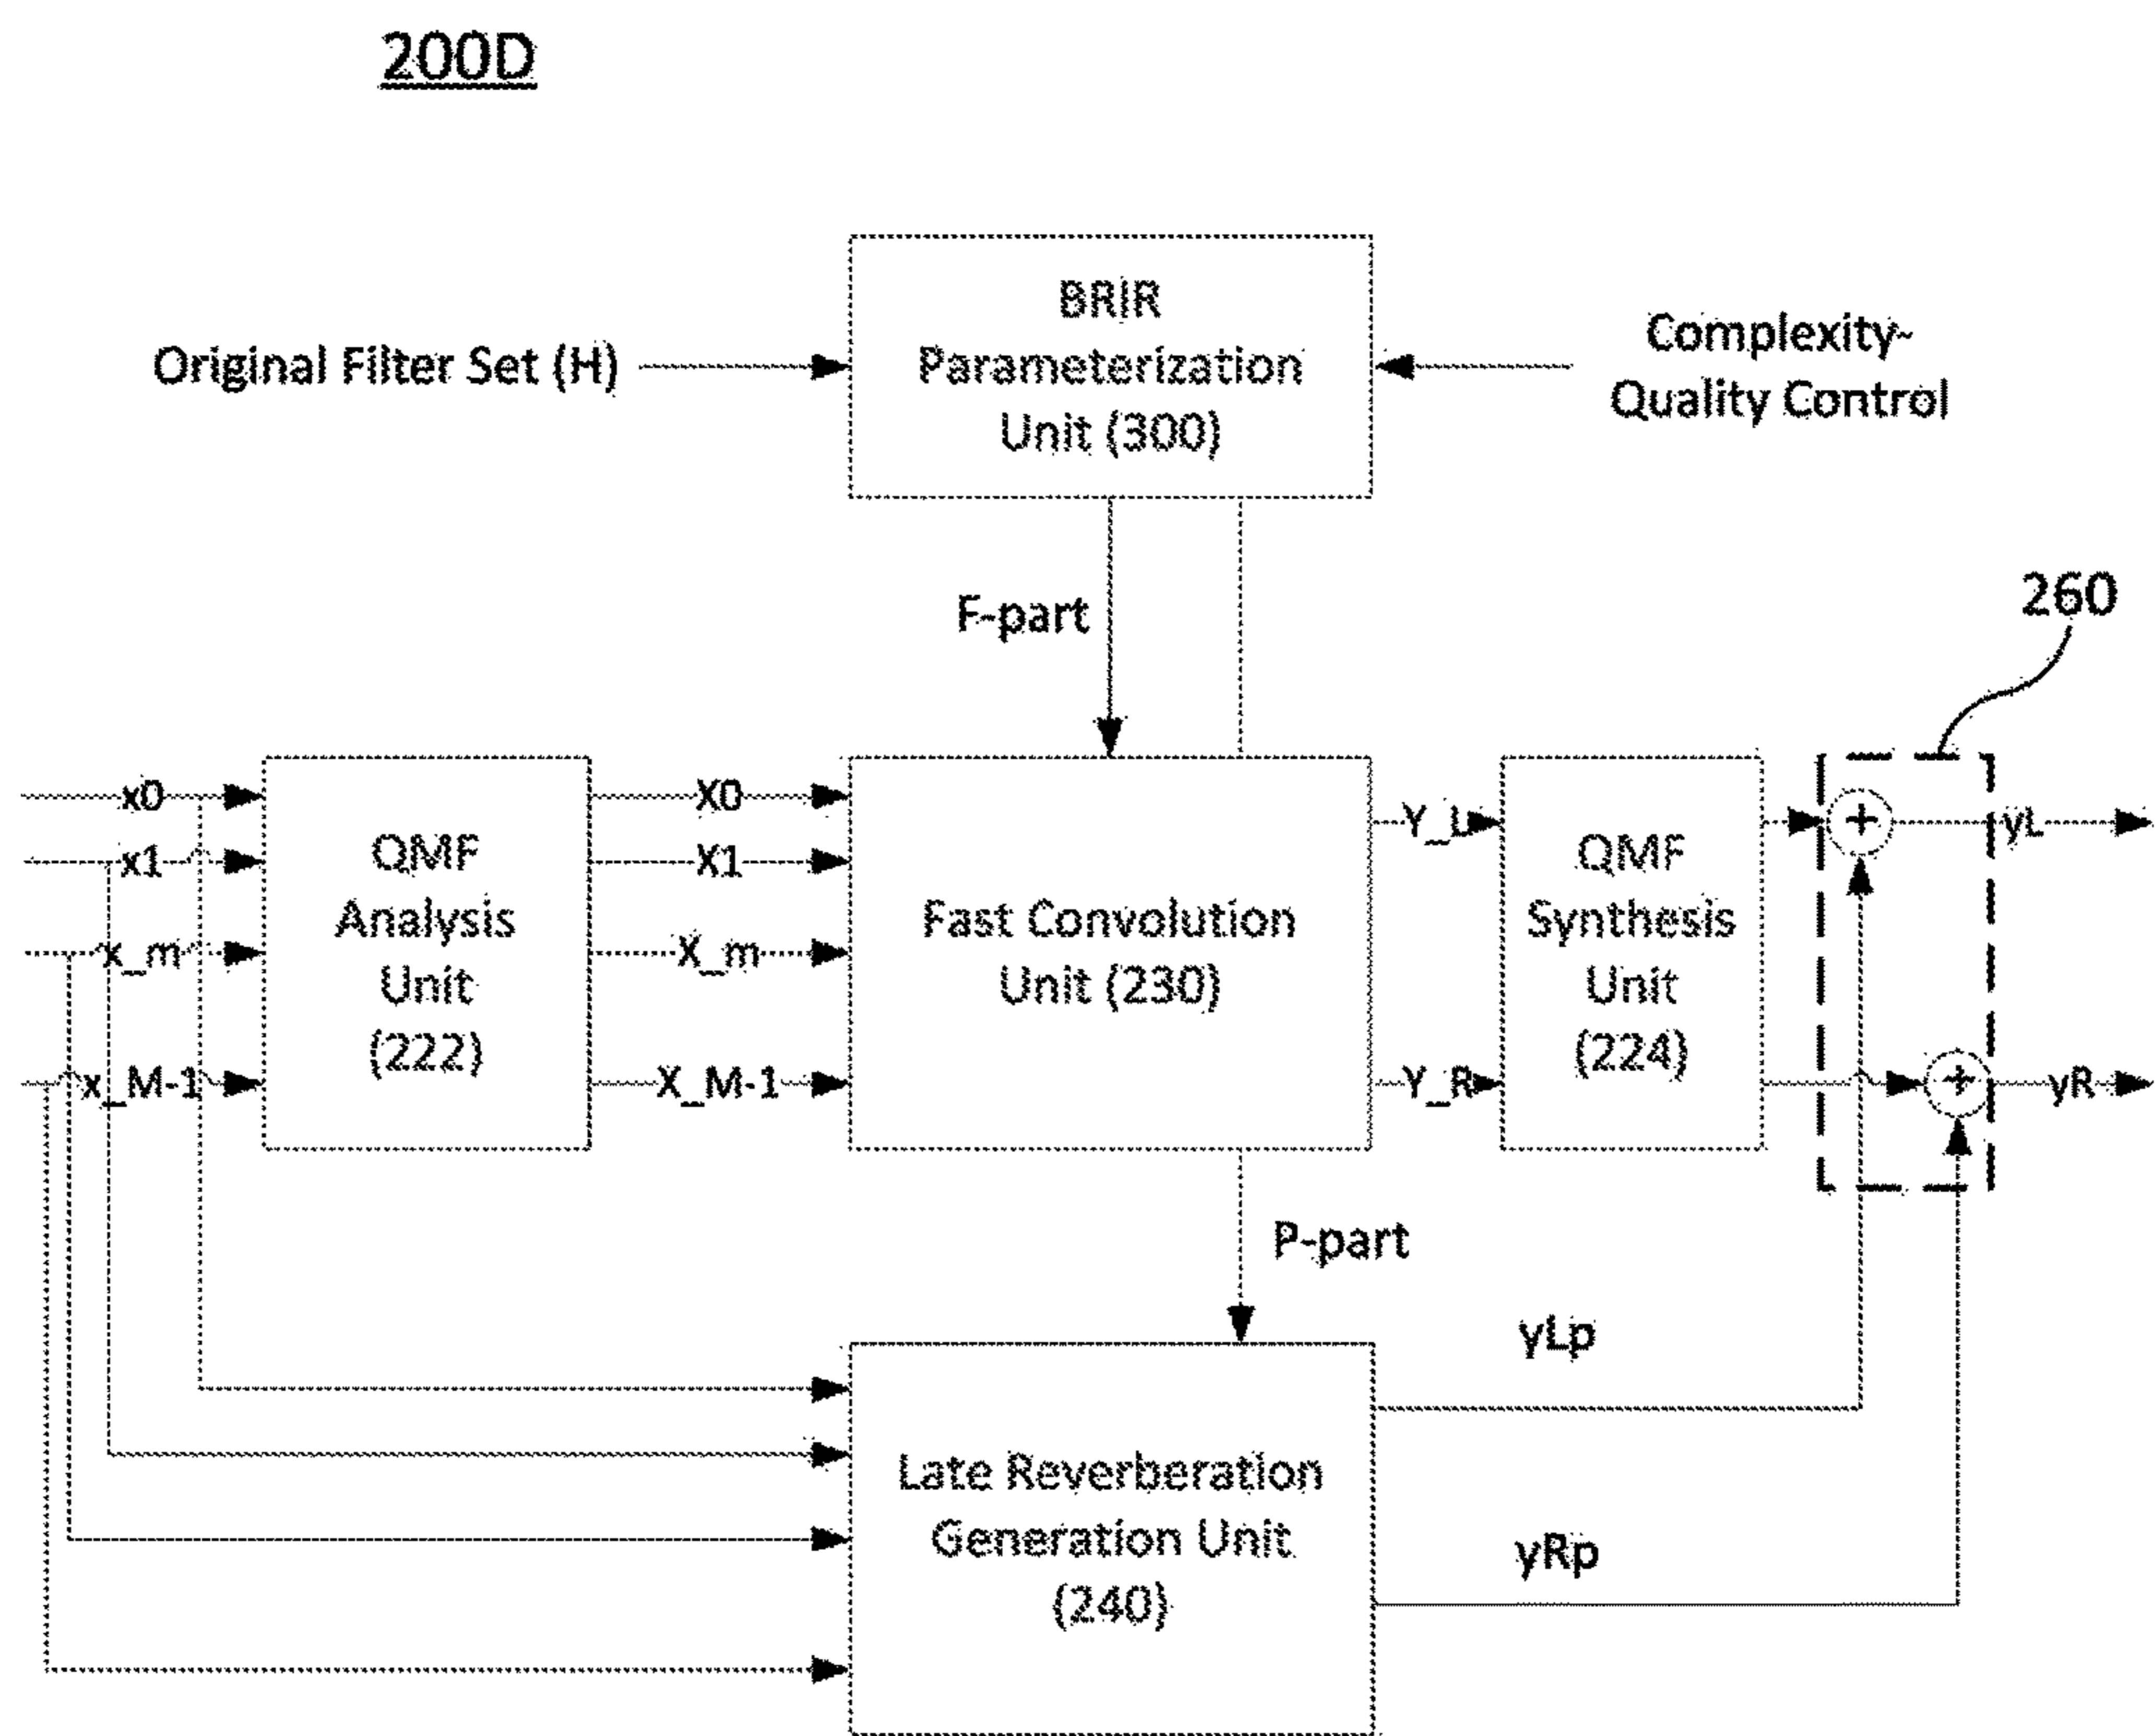 200D
BRIR
Parameterization
Unit (300)
Original Filter Set (H)
Complexity-
Quality Control
F-part
260
x0
x1
x_m
x_M-1
QMF
Analysis
Unit
(222)
X0
X1
X_m
X_M-1
Fast Convolution
Unit (230)
Y_L
Y_R
QMF
Synthesis
Unit
(224)
+
yL
+
yR
P-part
Late Reverberation
Generation Unit
(240)
yLp
yRp